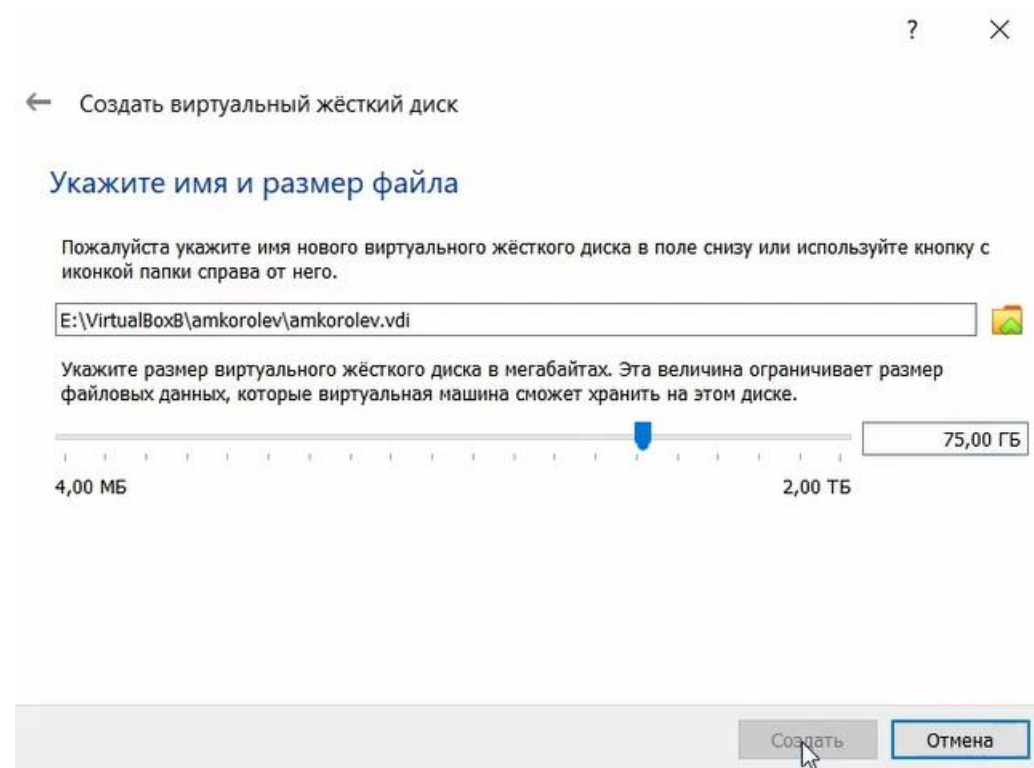 ?
← Создать виртуальный жёсткий диск
Укажите имя и размер файла
Пожалуйста укажите имя нового виртуального жёсткого диска в поле снизу или используйте кнопку с
иконкой папки справа от него.
E:\VirtualBoxB\amkorolev\amkorolev.vdi
Укажите размер виртуального жёсткого диска в мегабайтах. Эта величина ограничивает размер
файловых данных, которые виртуальная машина сможет хранить на этом диске.
75,00 ГБ
4,00 МБ 2,00 ТБ
Создать Отмена